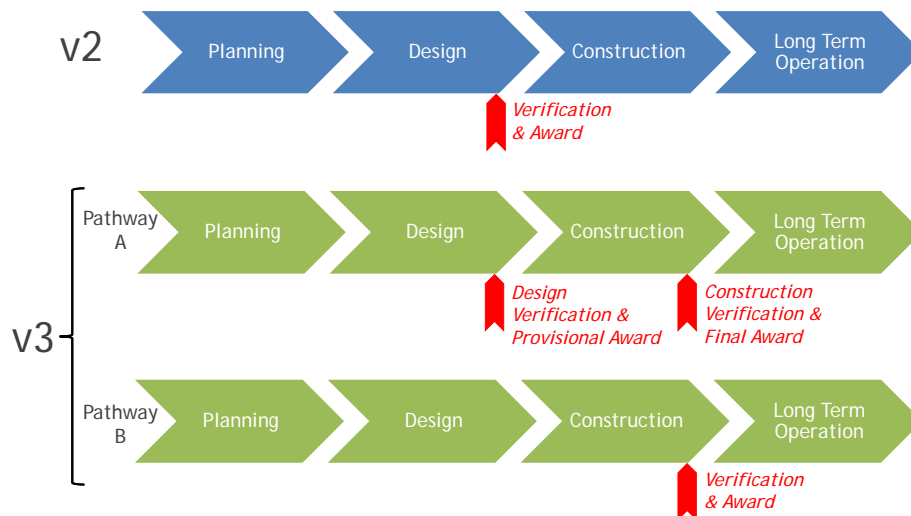 v2
Planning
Design
Construction
Long Term
Operation
Verification
& Award
v3
Pathway
A
Planning
Design
Construction
Long Term
Operation
Design
Verification &
Provisional Award
Construction
Verification &
Final Award
Pathway
B
Planning
Design
Construction
Long Term
Operation
Verification
& Award